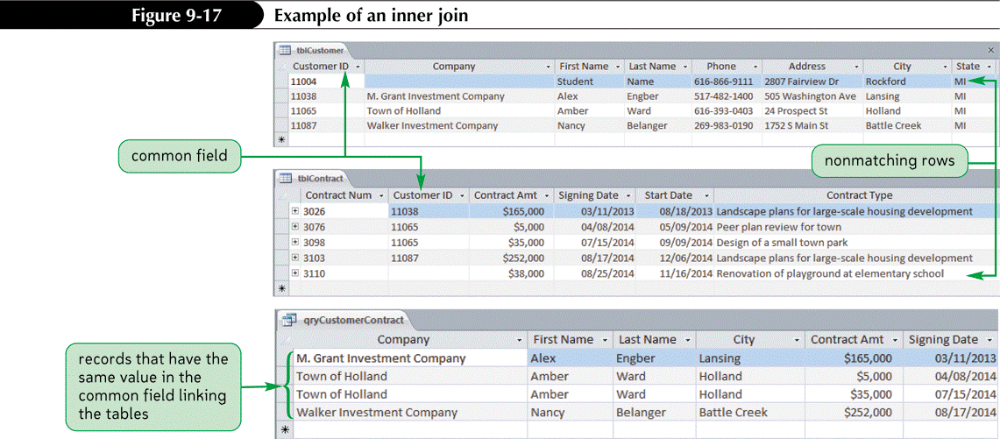 Figure 9-17 Example of an inner join
tblCustomer
Customer ID Company First Name Last Name Phone Address City State
11004 Student Name 616-866-9111 2807 Fairview Dr Rockford MI
11038 M. Grant Investment Company Alex Engber 517-482-1400 505 Washington Ave Lansing MI
11065 Town of Holland Amber Ward 616-393-0403 24 Prospect St Holland MI
11087 Walker Investment Company Nancy Belanger 269-983-0190 1752 S Main St Battle Creek MI
common field
nonmatching rows
tblContract
Contract Num Customer ID Contract Amt Signing Date Start Date Contract Type
3026 11038 $165,000 03/11/2013 08/18/2013 Landscape plans for large-scale housing development
3076 11065 $5,000 04/08/2014 05/09/2014 Peer plan review for town
3098 11065 $35,000 07/15/2014 09/09/2014 Design of a small town park
3103 11087 $252,000 08/17/2014 12/06/2014 Landscape plans for large-scale housing development
3110 $38,000 08/25/2014 11/16/2014 Renovation of playground at elementary school
qryCustomerContract
Company First Name Last Name City Contract Amt Signing Date
M. Grant Investment Company Alex Engber Lansing $165,000 03/11/2013
Town of Holland Amber Ward Holland $5,000 04/08/2014
Town of Holland Amber Ward Holland $35,000 07/15/2014
Walker Investment Company Nancy Belanger Battle Creek $252,000 08/17/2014
records that have the
same value in the
common field linking
the tables